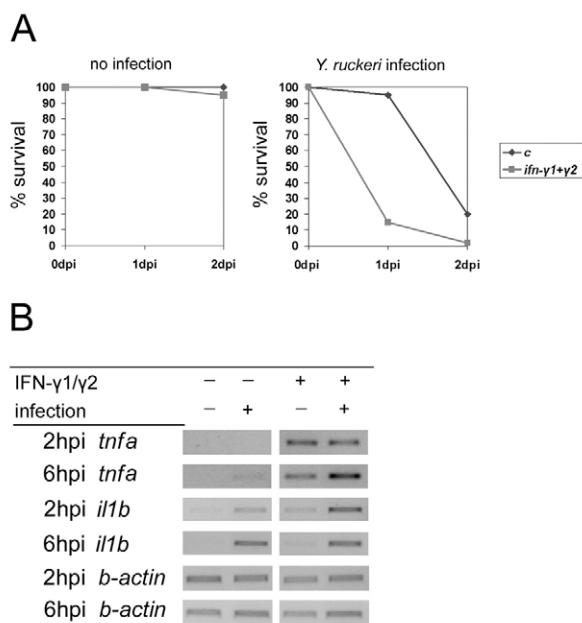 A
no infection
Y. ruckeri infection
% survival
100
90
80
70
60
50
40
30
20
10
0
0dpi 1dpi 2dpi
% survival
100
90
80
70
60
50
40
30
20
10
0
0dpi 1dpi 2dpi
c
ifn-γ1+γ2
B
IFN-γ1/γ2 – – + +
infection – + – +
2hpi tnfa
6hpi tnfa
2hpi il1b
6hpi il1b
2hpi b-actin
6hpi b-actin